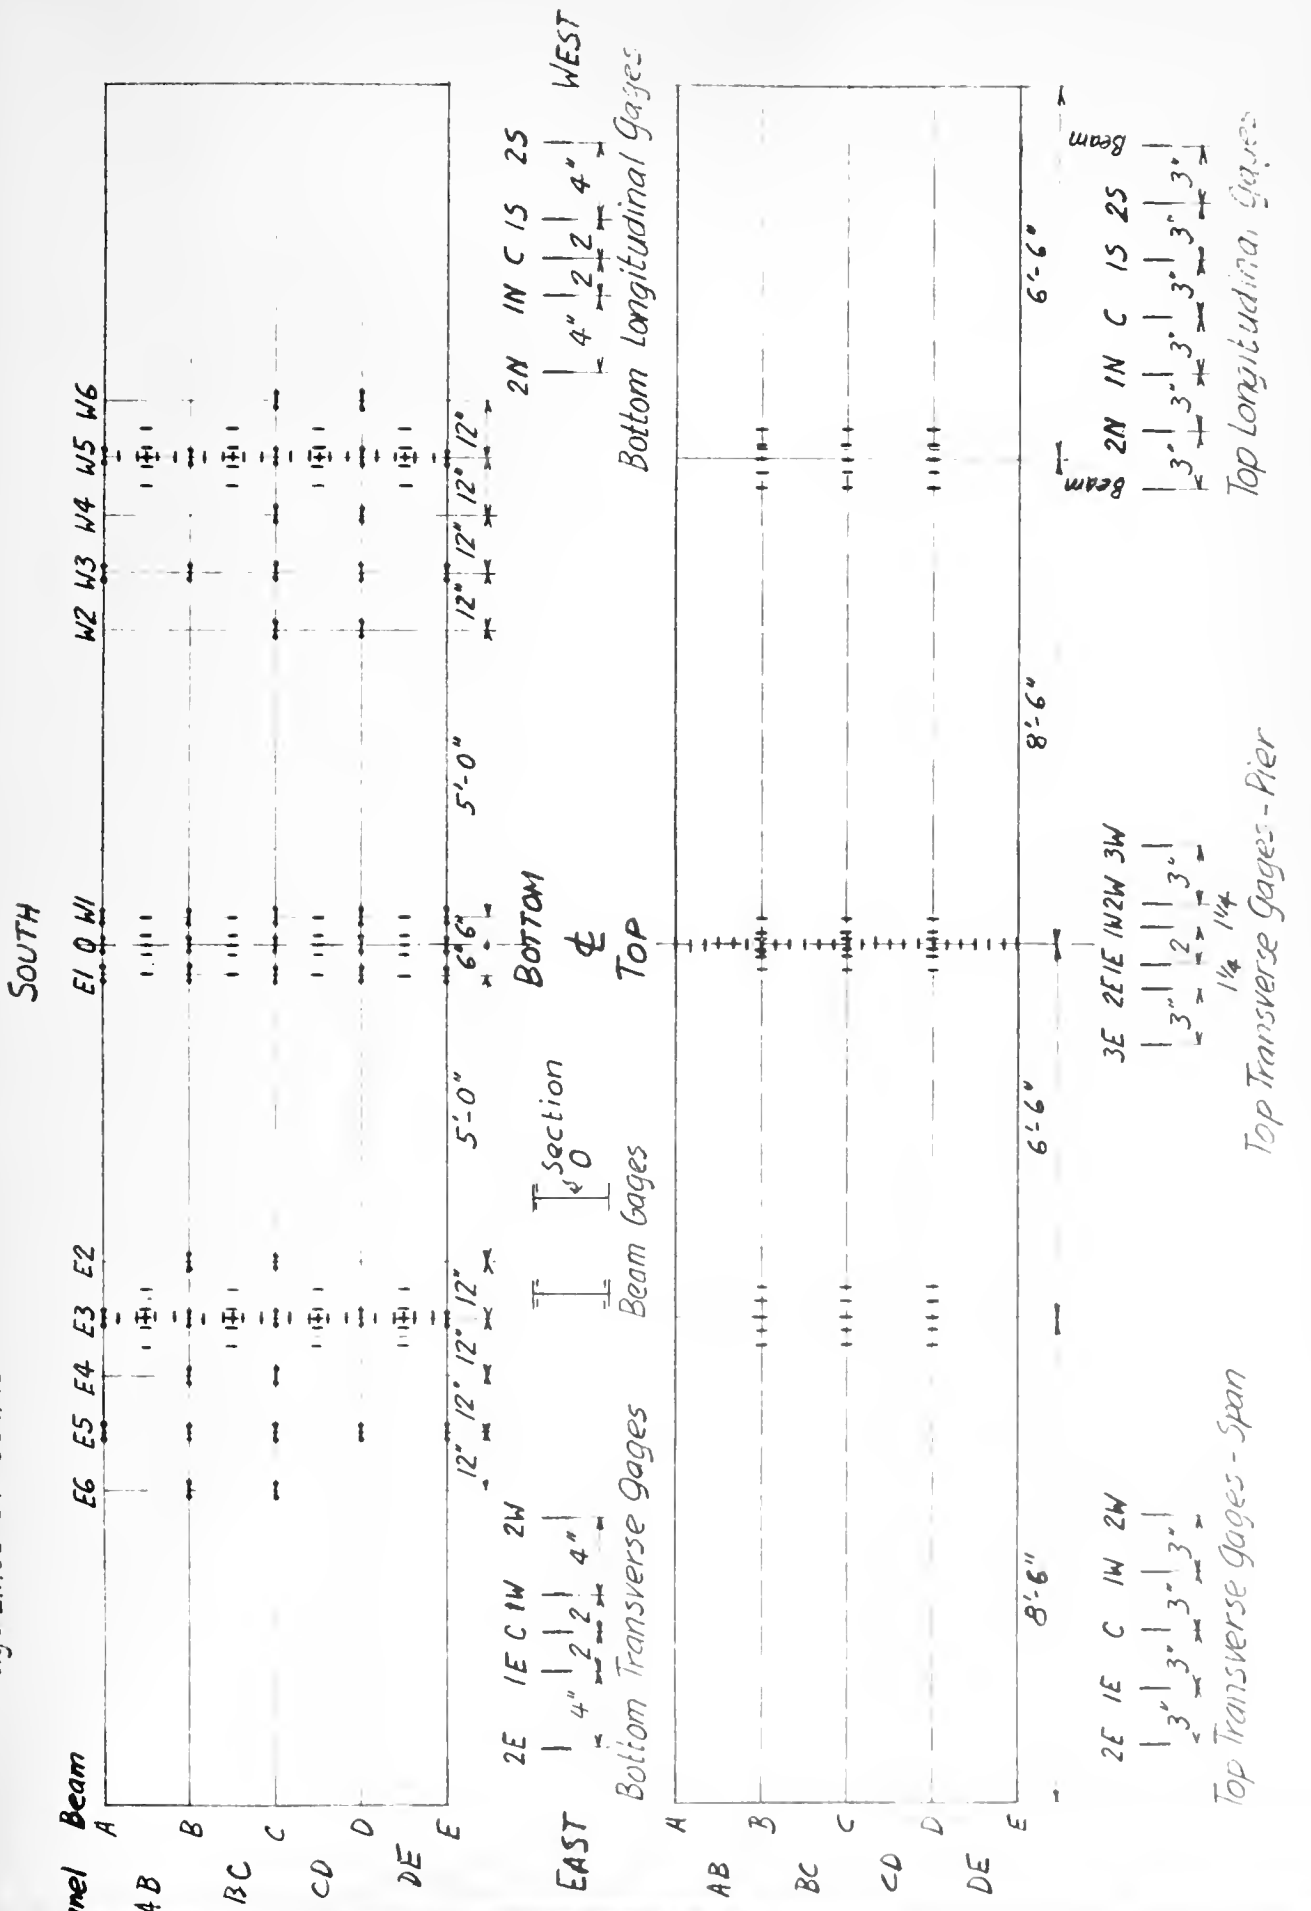 SOUTH
Beam
E6 E5 E4 E3 E2 E1 0 W1 W2 W3 W4 W5 W6
A
AB
B
BC
C
CD
D
DE
E
12" 12" 12" 12" 5'-0" 6" 6" 5'-0" 12" 12" 12" 12"
EAST
2E 1E C 1W 2W
4" 2 2 4"
Bottom Transverse Gages
Section
0
Beam Gages
BOTTOM
℄
TOP
2N 1N C 1S 2S
4" 2 2 4"
Bottom Longitudinal Gages
WEST
A
AB
B
BC
C
CD
D
DE
E
8'-6" 6'-6" 8'-6" 6'-6"
2E 1E C 1W 2W
3" 3" 3" 3"
Top Transverse Gages - Span
3E 2E 1E 1W 2W 3W
3" 2 3"
1¼ 1¼
Top Transverse Gages - Pier
Beam 2N 1N C 1S 2S Beam
3" 3" 3" 3" 3" 3"
Top Longitudinal Gages